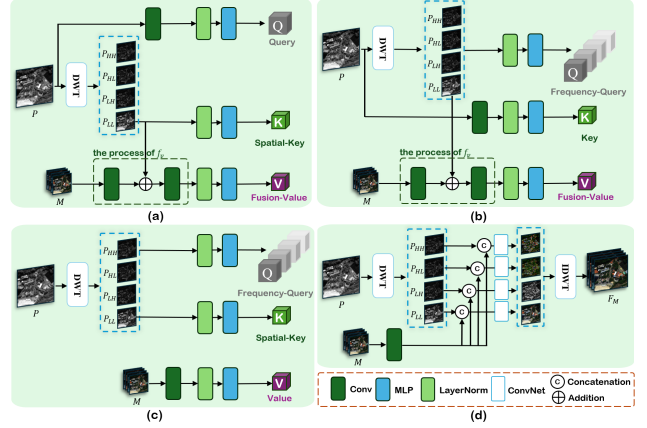 Q
Query
P
DWT
P_HH
P_HL
P_LH
P_LL
K
Spatial-Key
the process of f_v
M
V
Fusion-Value
(a)
P
DWT
P_HH
P_HL
P_LH
P_LL
Q
Frequency-Query
K
Key
the process of f_v
M
V
Fusion-Value
(b)
P
DWT
P_HH
P_HL
P_LH
P_LL
Q
Frequency-Query
K
Spatial-Key
M
V
Value
(c)
P
DWT
P_HH
P_HL
P_LH
P_LL
C
C
C
C
IDWT
F_M
M
Conv
MLP
LayerNorm
ConvNet
C Concatenation
Addition
(d)